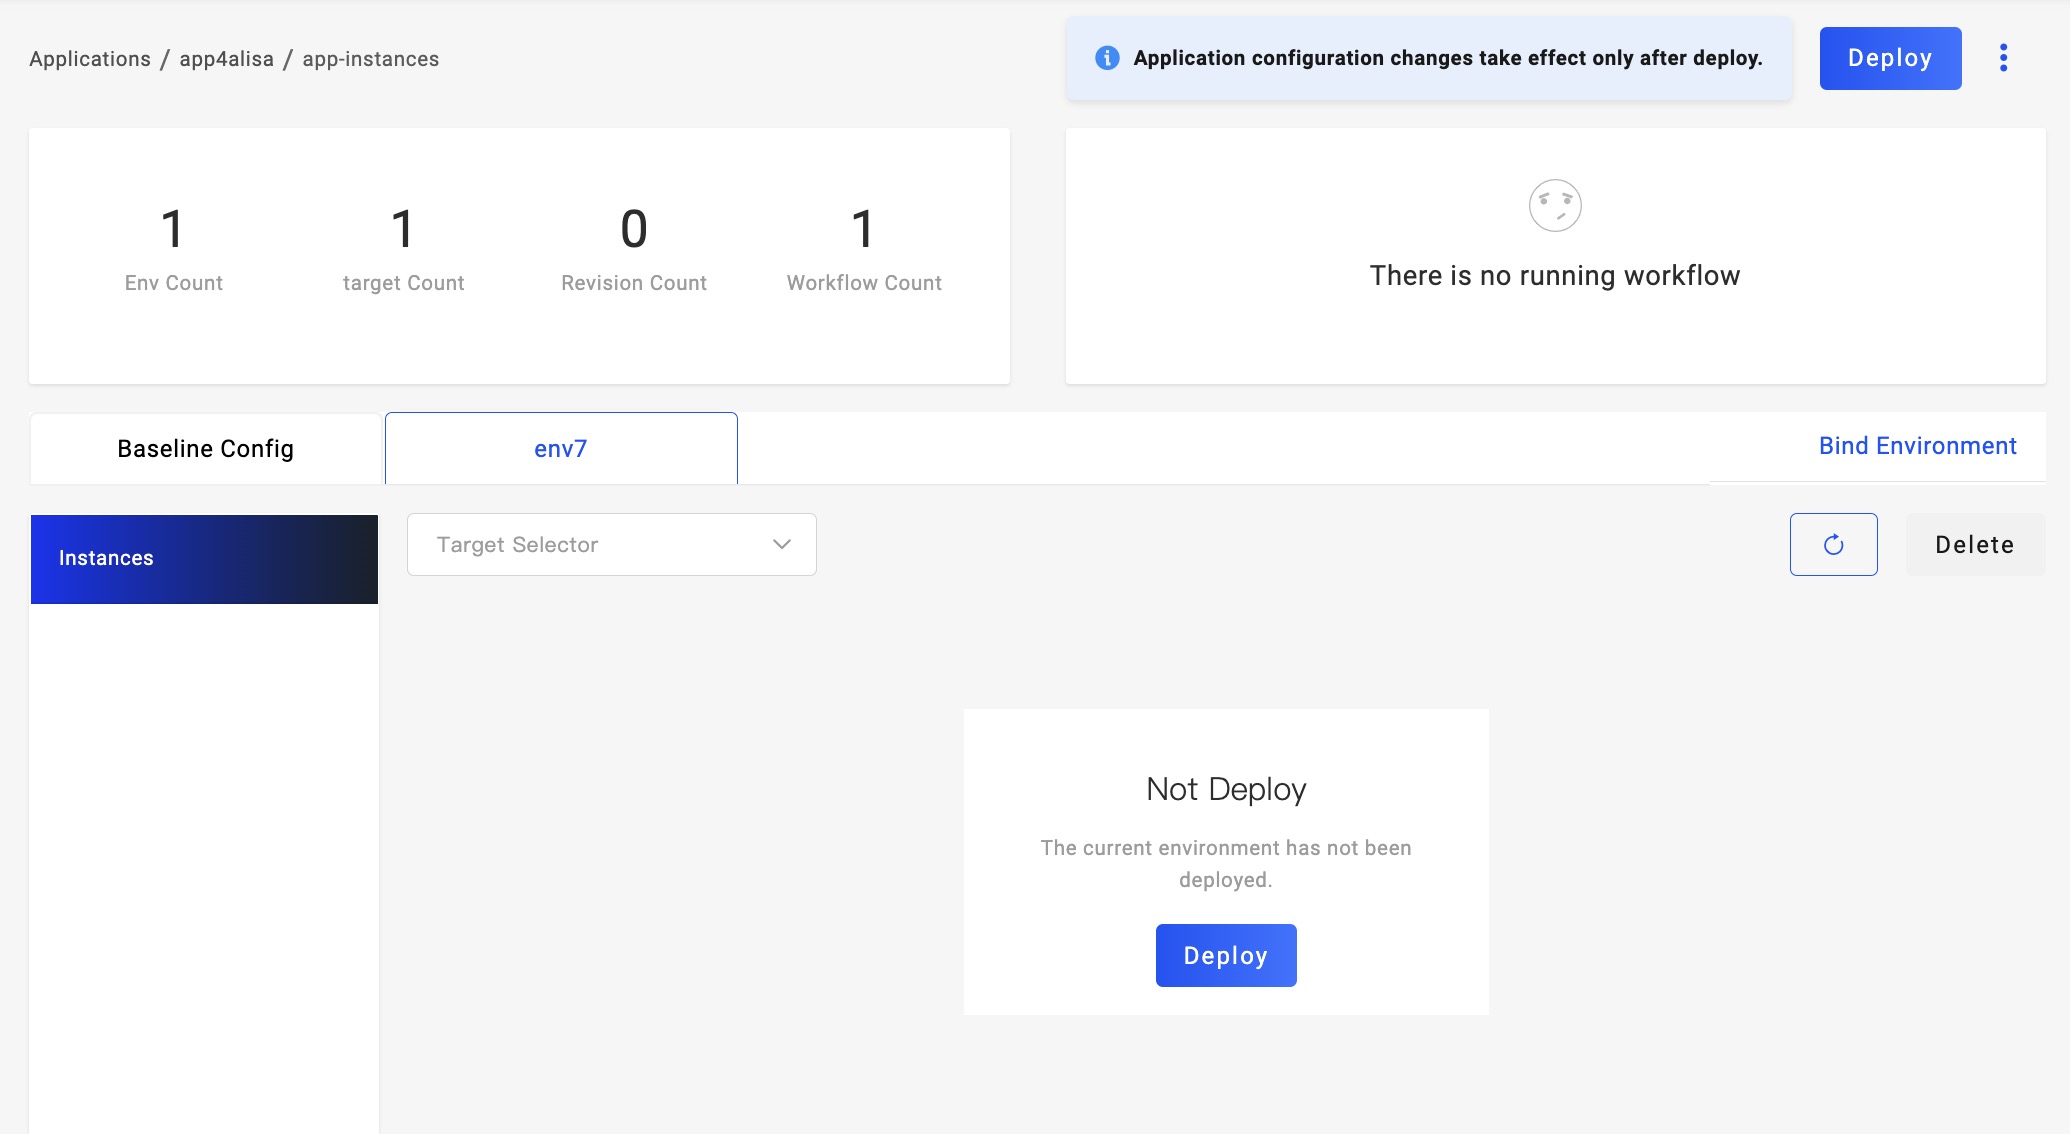 Applications / app4alisa / app-instances
Application configuration changes take effect only after deploy.
Deploy
1
Env Count
1
target Count
0
Revision Count
1
Workflow Count
There is no running workflow
Baseline Config
env7
Bind Environment
Instances
Target Selector
Delete
Not Deploy
The current environment has not been
deployed.
Deploy